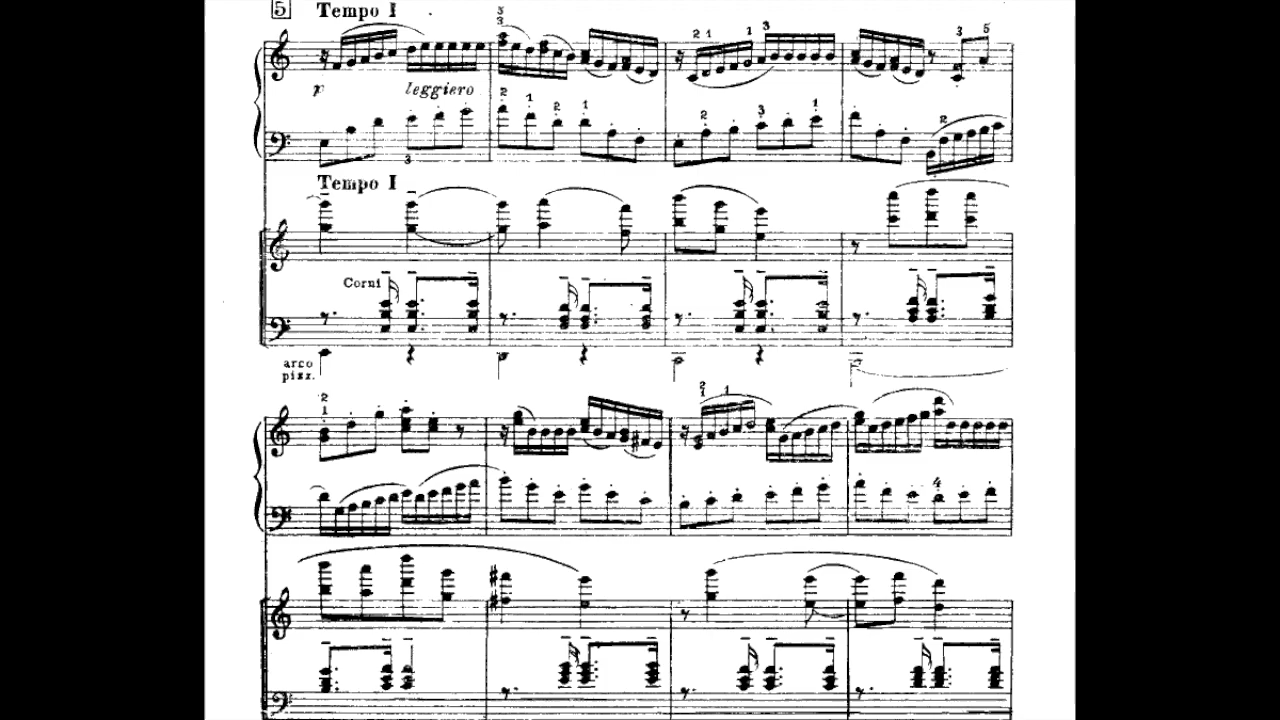 5 Tempo I
p leggiero
Tempo I
Corni
arco
pizz.